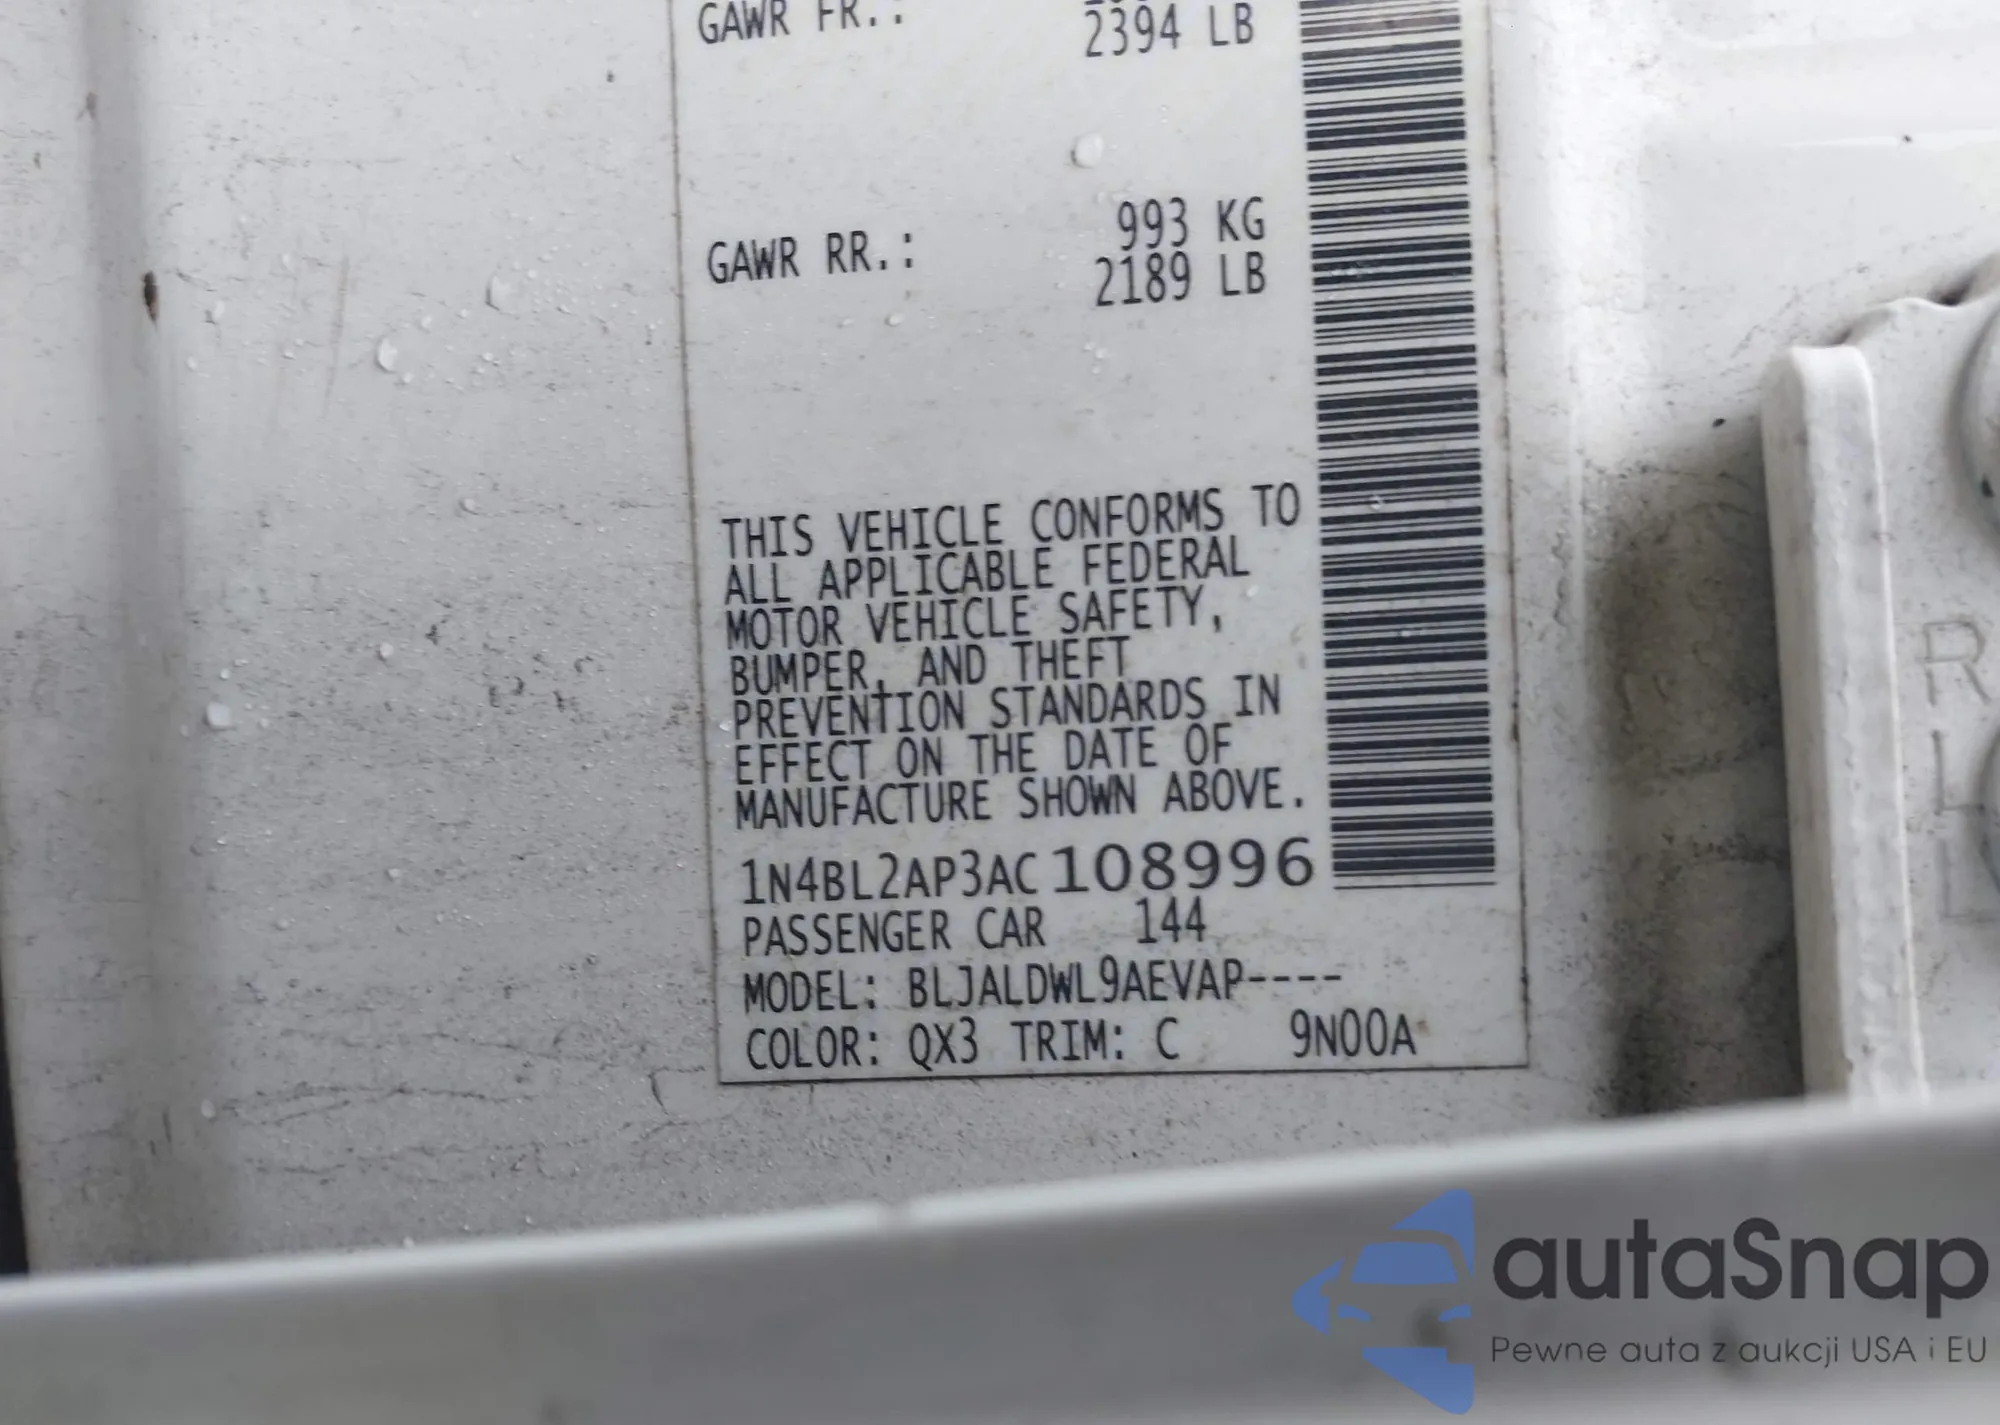 GAWR FR.:
2394 LB
993 KG
GAWR RR.:
2189 LB
THIS VEHICLE CONFORMS TO
ALL APPLICABLE FEDERAL
MOTOR VEHICLE SAFETY,
BUMPER, AND THEFT
PREVENTION STANDARDS IN
EFFECT ON THE DATE OF
MANUFACTURE SHOWN ABOVE.
1N4BL2AP3AC108996
PASSENGER CAR 144
MODEL: BLJALDWL9AEVAP----
COLOR: QX3 TRIM: C 9N00A
R
autaSnap
Pewne auta z aukcji USA i EU